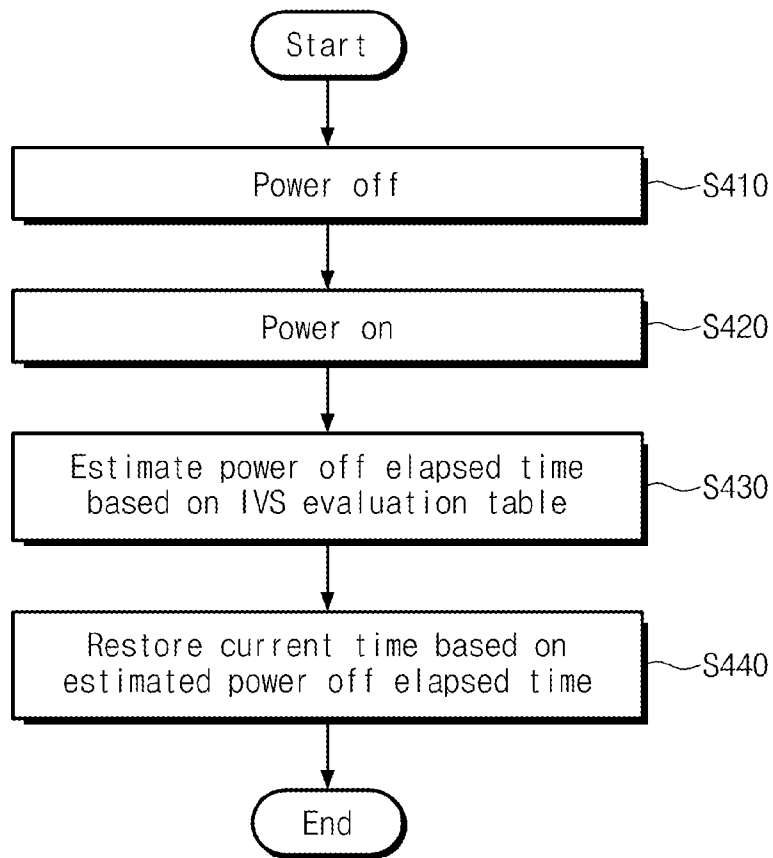 Start
Power off
S410
Power on
S420
Estimate power off elapsed time
based on IVS evaluation table
S430
Restore current time based on
estimated power off elapsed time
S440
End